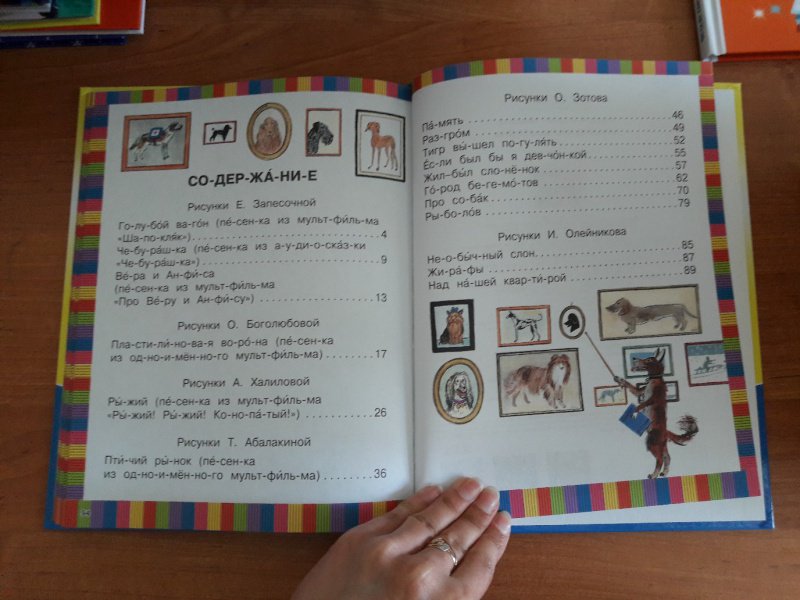 СО-ДЕР-ЖА́-НИ-Е
Рисунки Е. Запесочной
Го-лу-бо́й ва-го́н (пе́-сен-ка из мульт-фи́ль-ма
«Ша-по-кля́к») 4
Че-бу-ра́ш-ка (пе́-сен-ка из а-у-ди-о-ска́з-ки
«Че-бу-ра́ш-ка») 9
Ве́-ра и Ан-фи́-са
(пе́-сен-ка из мульт-фи́ль-ма
«Про Ве́-ру и Ан-фи́-су») 13
Рисунки О. Боголюбовой
Пла-сти-ли́-но-ва-я во-ро́-на (пе́-сен-ка
из од-но-и-мён-но-го мульт-фи́ль-ма) 17
Рисунки А. Халиловой
Ры́-жий (пе́-сен-ка из мульт-фи́ль-ма
«Ры́-жий! Ры́-жий! Ко-но-па́-тый!») 26
Рисунки Т. Абалакиной
Пти́-чий ры́-нок (пе́-сен-ка
из од-но-и-мён-но-го мульт-фи́ль-ма) 36
Рисунки О. Зотова
Па́-мять 46
Раз-гро́м 49
Тигр вы́-шел по-гу-ля́ть 52
Е́с-ли был бы я дев-чо́н-кой 55
Жил-бы́л сло-нё-нок 57
Го́-род бе-ге-мо́-тов 62
Про со-ба́к 70
Ры-бо-ло́в 79
Рисунки И. Олейникова
Не-о-бы́ч-ный слон 85
Жи-ра́-фы 87
Над на́-шей квар-ти́-рой 89